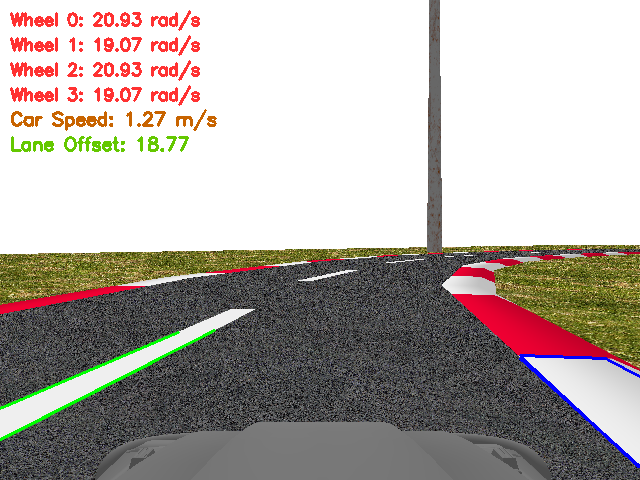 Wheel 0: 20.93 rad/s
Wheel 1: 19.07 rad/s
Wheel 2: 20.93 rad/s
Wheel 3: 19.07 rad/s
Car Speed: 1.27 m/s
Lane Offset: 18.77